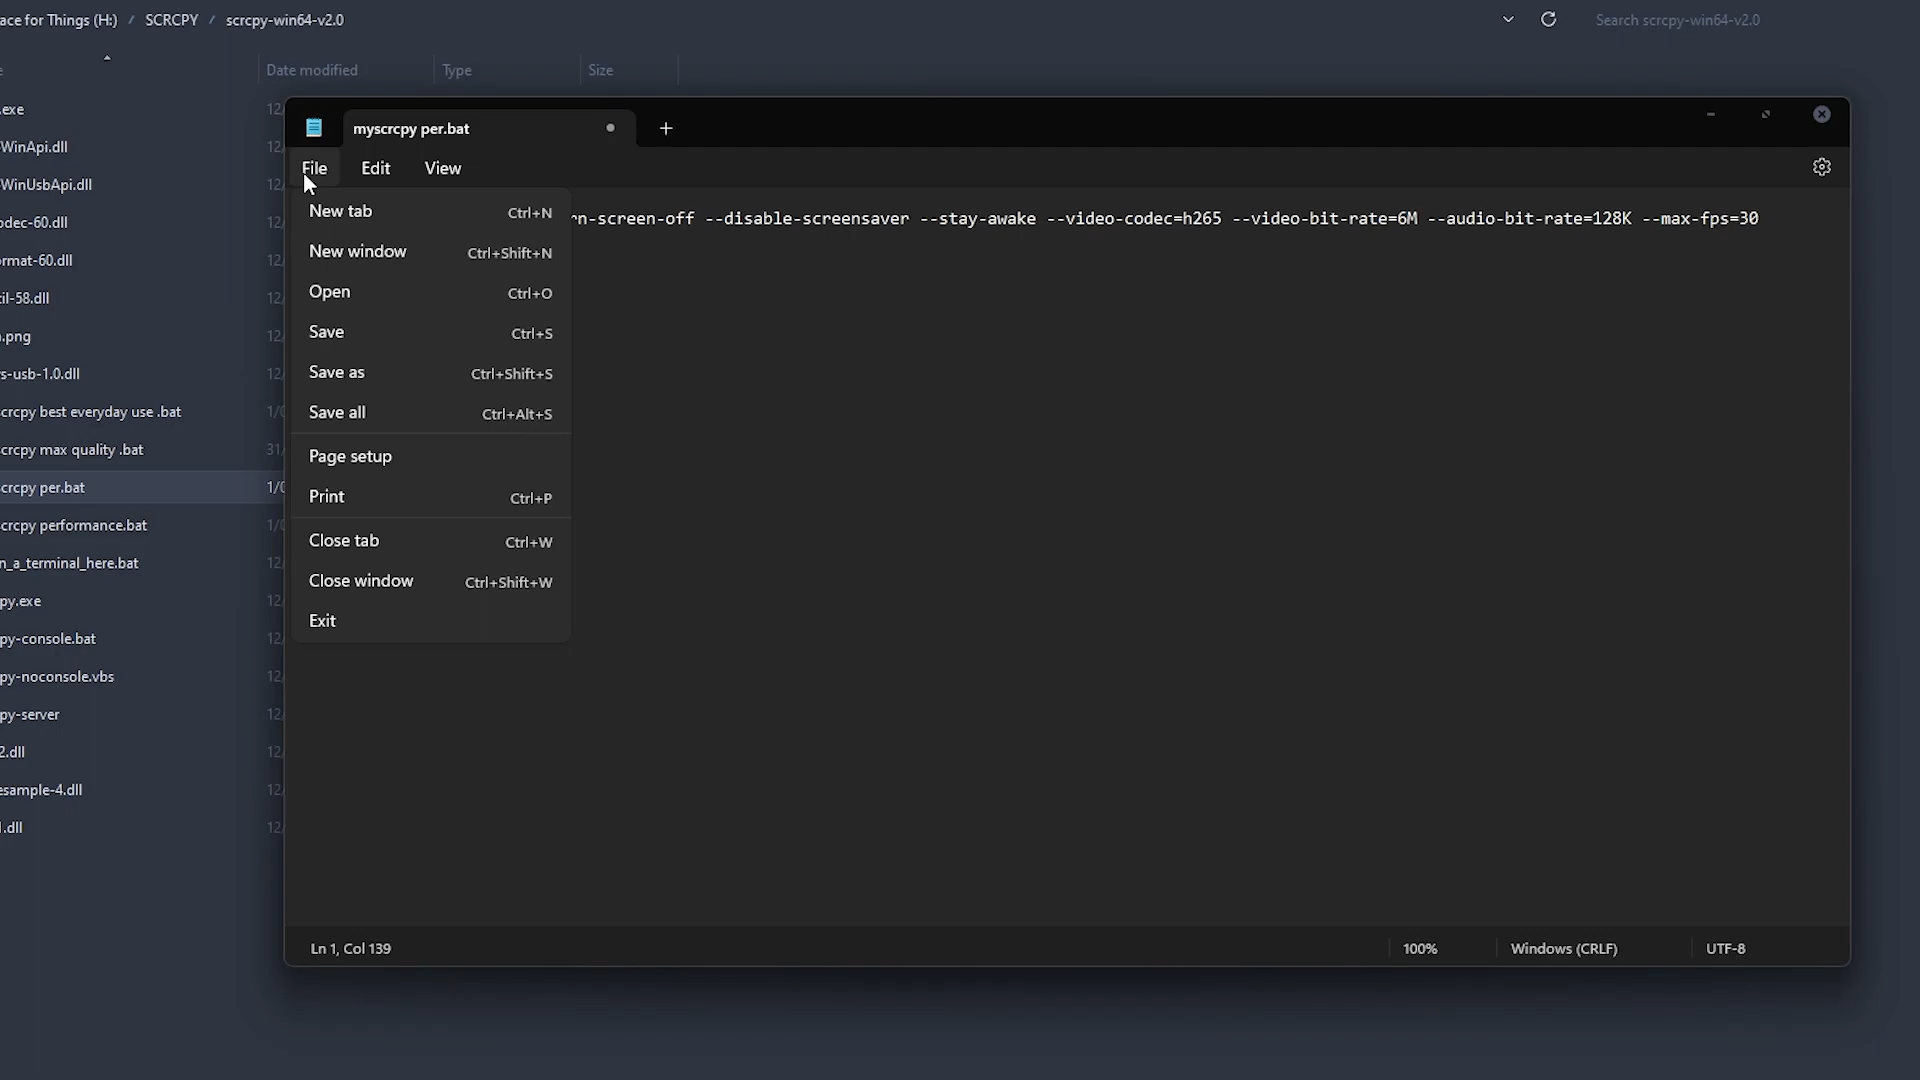 ace for Things (H:) / SCRCPY / scrcpy-win64-v2.0
Search scrcpy-win64-v2.0
e Date modified Type Size
.exe 12/
WinApi.dll
WinUsbApi.dll
odec-60.dll
ormat-60.dll
til-58.dll
n.png
s-usb-1.0.dll
crcpy best everyday use .bat
crcpy max quality .bat
crcpy per.bat
crcpy performance.bat
n_a_terminal_here.bat
py.exe
py-console.bat
py-noconsole.vbs
py-server
2.dll
esample-4.dll
.dll
myscrcpy per.bat
File Edit View
rn-screen-off --disable-screensaver --stay-awake --video-codec=h265 --video-bit-rate=6M --audio-bit-rate=128K --max-fps=30
New tab Ctrl+N
New window Ctrl+Shift+N
Open Ctrl+O
Save Ctrl+S
Save as Ctrl+Shift+S
Save all Ctrl+Alt+S
Page setup
Print Ctrl+P
Close tab Ctrl+W
Close window Ctrl+Shift+W
Exit
Ln 1, Col 139
100%
Windows (CRLF)
UTF-8